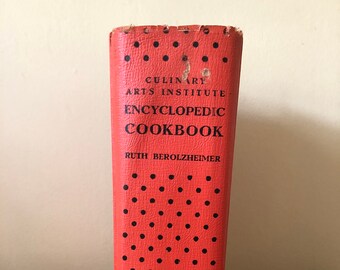 CULINARY
ARTS INSTITUTE
ENCYCLOPEDIC
COOKBOOK
RUTH BEROLZHEIMER